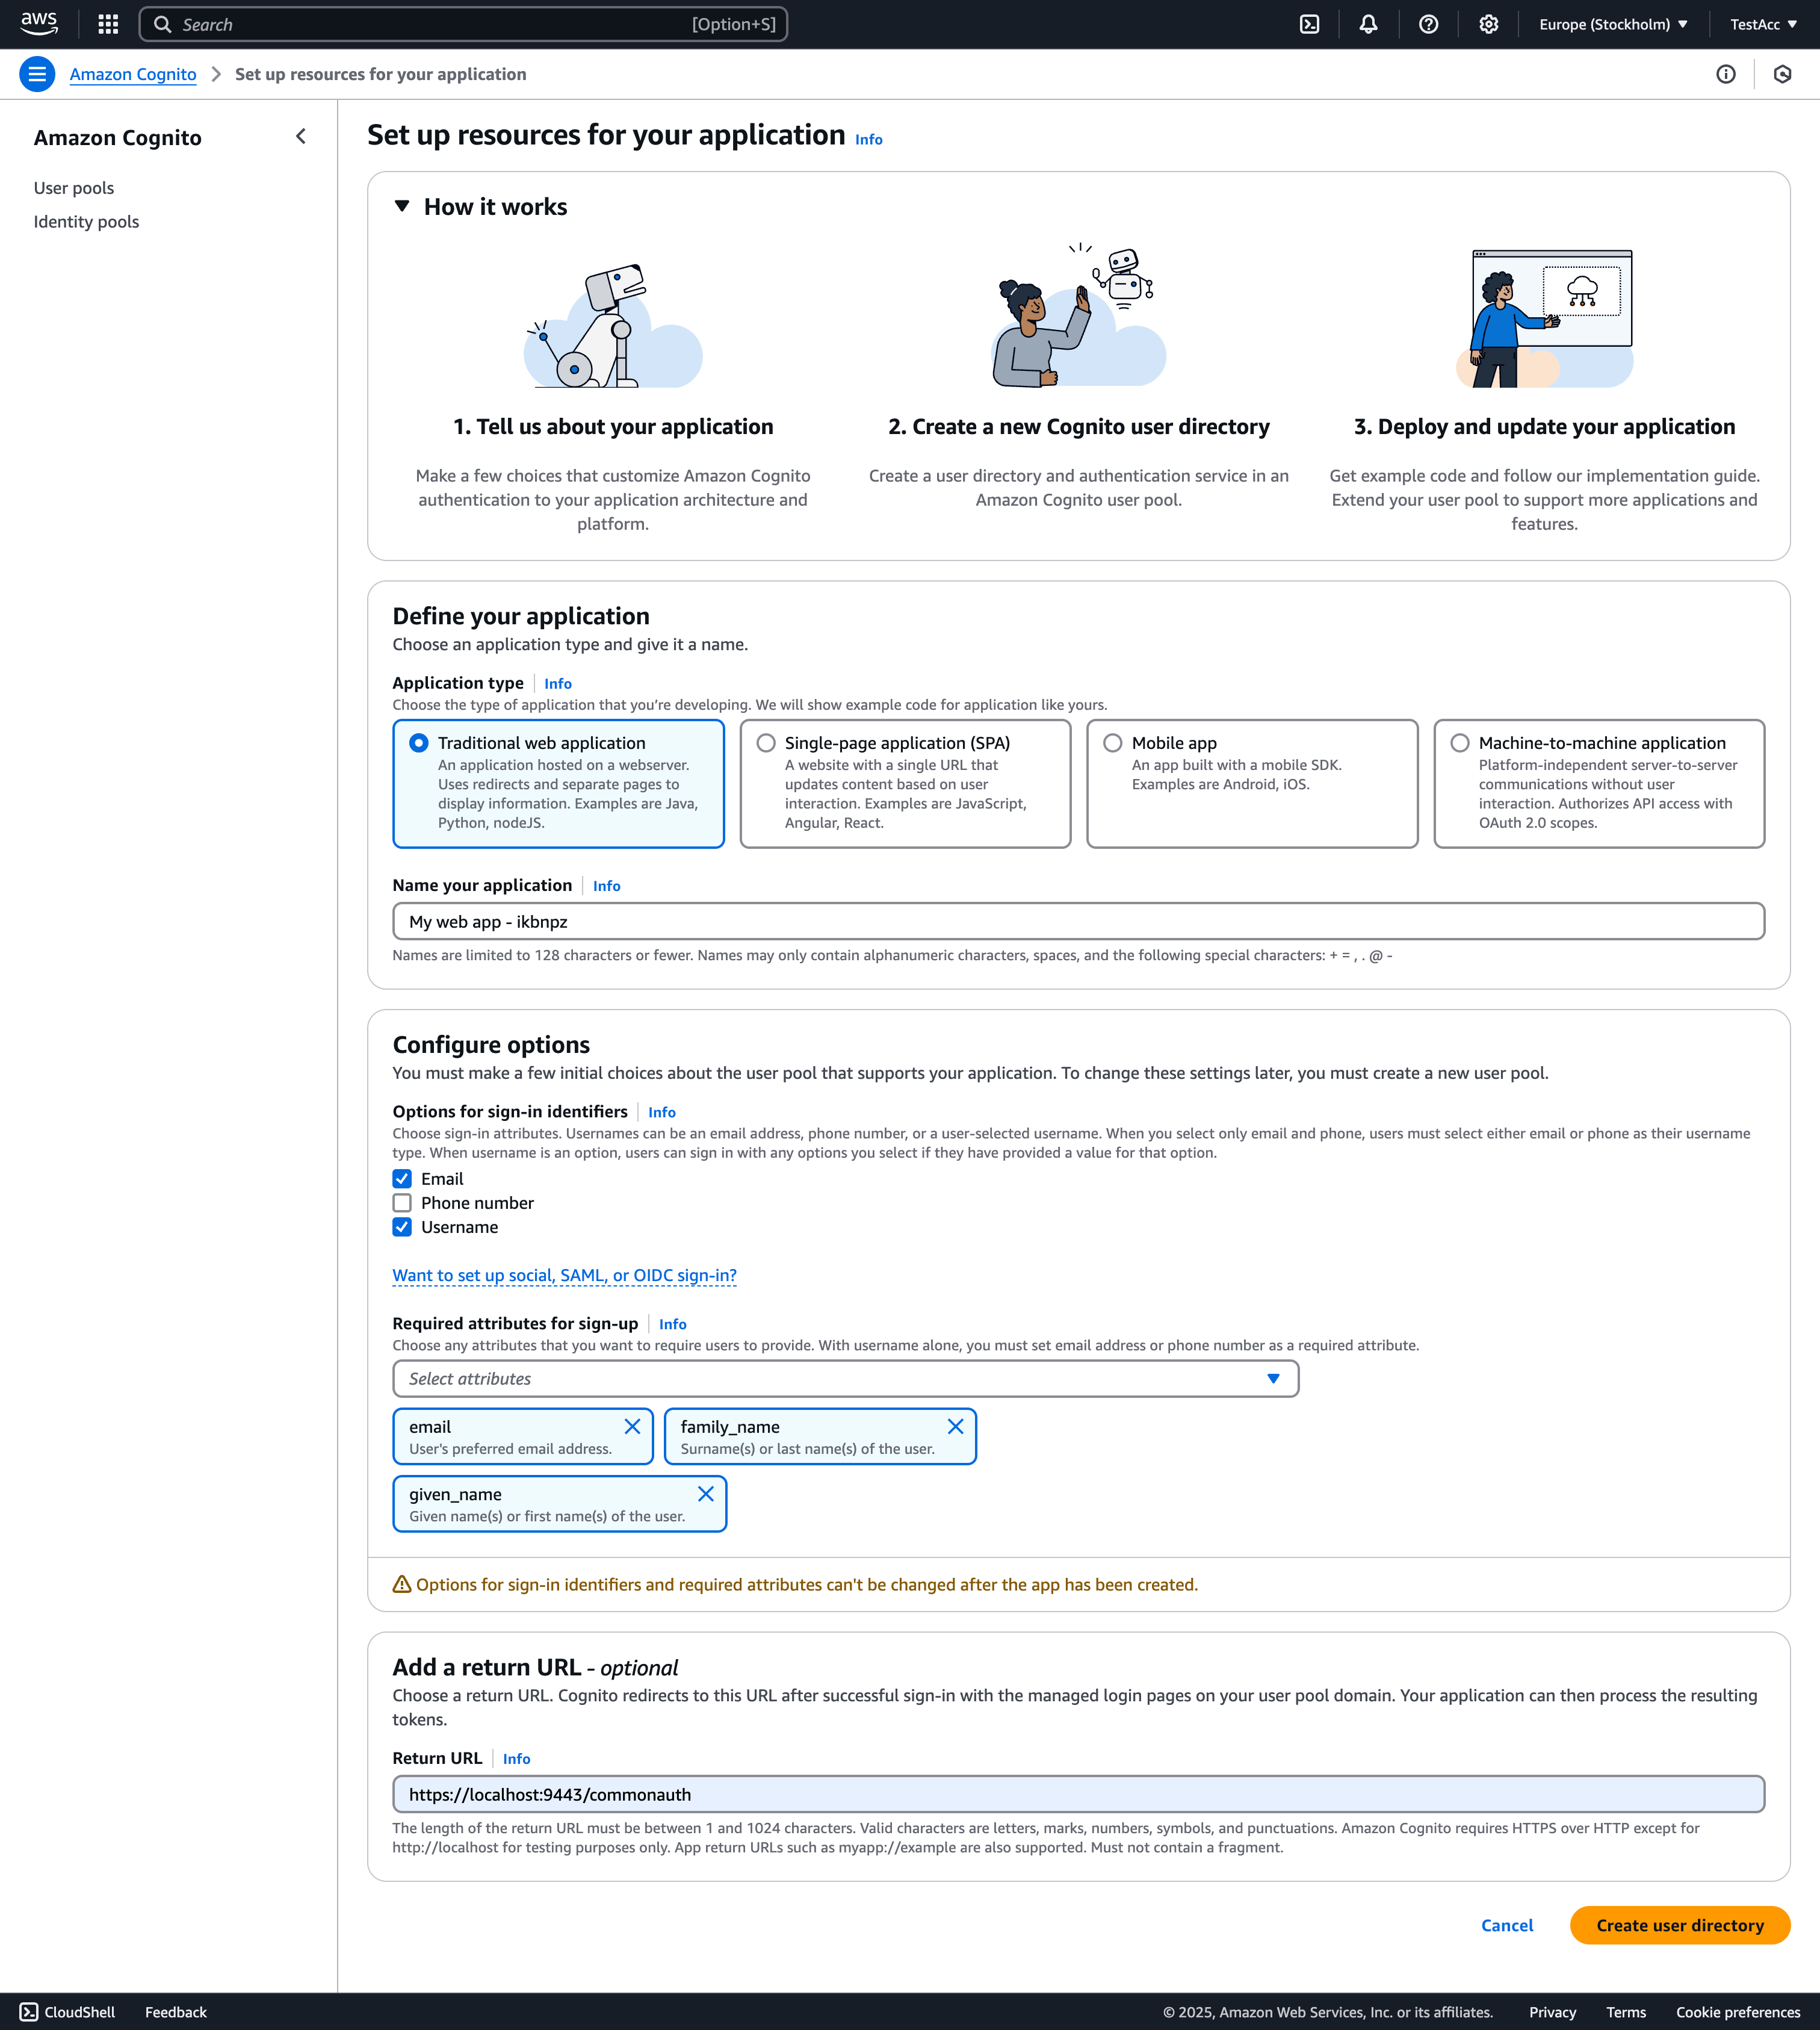 aws
Search
[Option+S]
Europe (Stockholm)
TestAcc
Amazon Cognito
Set up resources for your application
Amazon Cognito
User pools
Identity pools
Set up resources for your application
Info
How it works
1. Tell us about your application
Make a few choices that customize Amazon Cognito
authentication to your application architecture and
platform.
2. Create a new Cognito user directory
Create a user directory and authentication service in an
Amazon Cognito user pool.
3. Deploy and update your application
Get example code and follow our implementation guide.
Extend your user pool to support more applications and
features.
Define your application
Choose an application type and give it a name.
Application type
Info
Choose the type of application that you’re developing. We will show example code for application like yours.
Traditional web application
An application hosted on a webserver.
Uses redirects and separate pages to
display information. Examples are Java,
Python, nodeJS.
Single-page application (SPA)
A website with a single URL that
updates content based on user
interaction. Examples are JavaScript,
Angular, React.
Mobile app
An app built with a mobile SDK.
Examples are Android, iOS.
Machine-to-machine application
Platform-independent server-to-server
communications without user
interaction. Authorizes API access with
OAuth 2.0 scopes.
Name your application
Info
My web app - ikbnpz
Names are limited to 128 characters or fewer. Names may only contain alphanumeric characters, spaces, and the following special characters: + = , . @ -
Configure options
You must make a few initial choices about the user pool that supports your application. To change these settings later, you must create a new user pool.
Options for sign-in identifiers
Info
Choose sign-in attributes. Usernames can be an email address, phone number, or a user-selected username. When you select only email and phone, users must select either email or phone as their username
type. When username is an option, users can sign in with any options you select if they have provided a value for that option.
Email
Phone number
Username
Want to set up social, SAML, or OIDC sign-in?
Required attributes for sign-up
Info
Choose any attributes that you want to require users to provide. With username alone, you must set email address or phone number as a required attribute.
Select attributes
email
User's preferred email address.
family_name
Surname(s) or last name(s) of the user.
given_name
Given name(s) or first name(s) of the user.
Options for sign-in identifiers and required attributes can't be changed after the app has been created.
Add a return URL - optional
Choose a return URL. Cognito redirects to this URL after successful sign-in with the managed login pages on your user pool domain. Your application can then process the resulting
tokens.
Return URL
Info
https://localhost:9443/commonauth
The length of the return URL must be between 1 and 1024 characters. Valid characters are letters, marks, numbers, symbols, and punctuations. Amazon Cognito requires HTTPS over HTTP except for
http://localhost for testing purposes only. App return URLs such as myapp://example are also supported. Must not contain a fragment.
Cancel
Create user directory
CloudShell
Feedback
© 2025, Amazon Web Services, Inc. or its affiliates.
Privacy
Terms
Cookie preferences